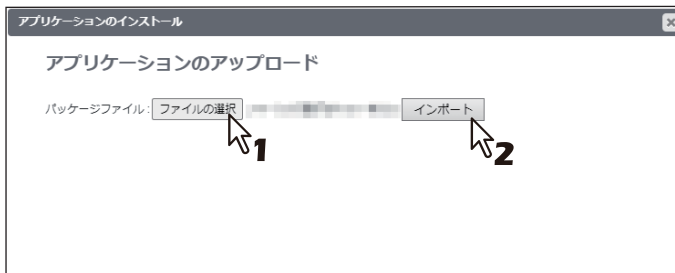 アプリケーションのインストール
アプリケーションのアップロード
パッケージファイル: ファイルの選択 インポート
1 2